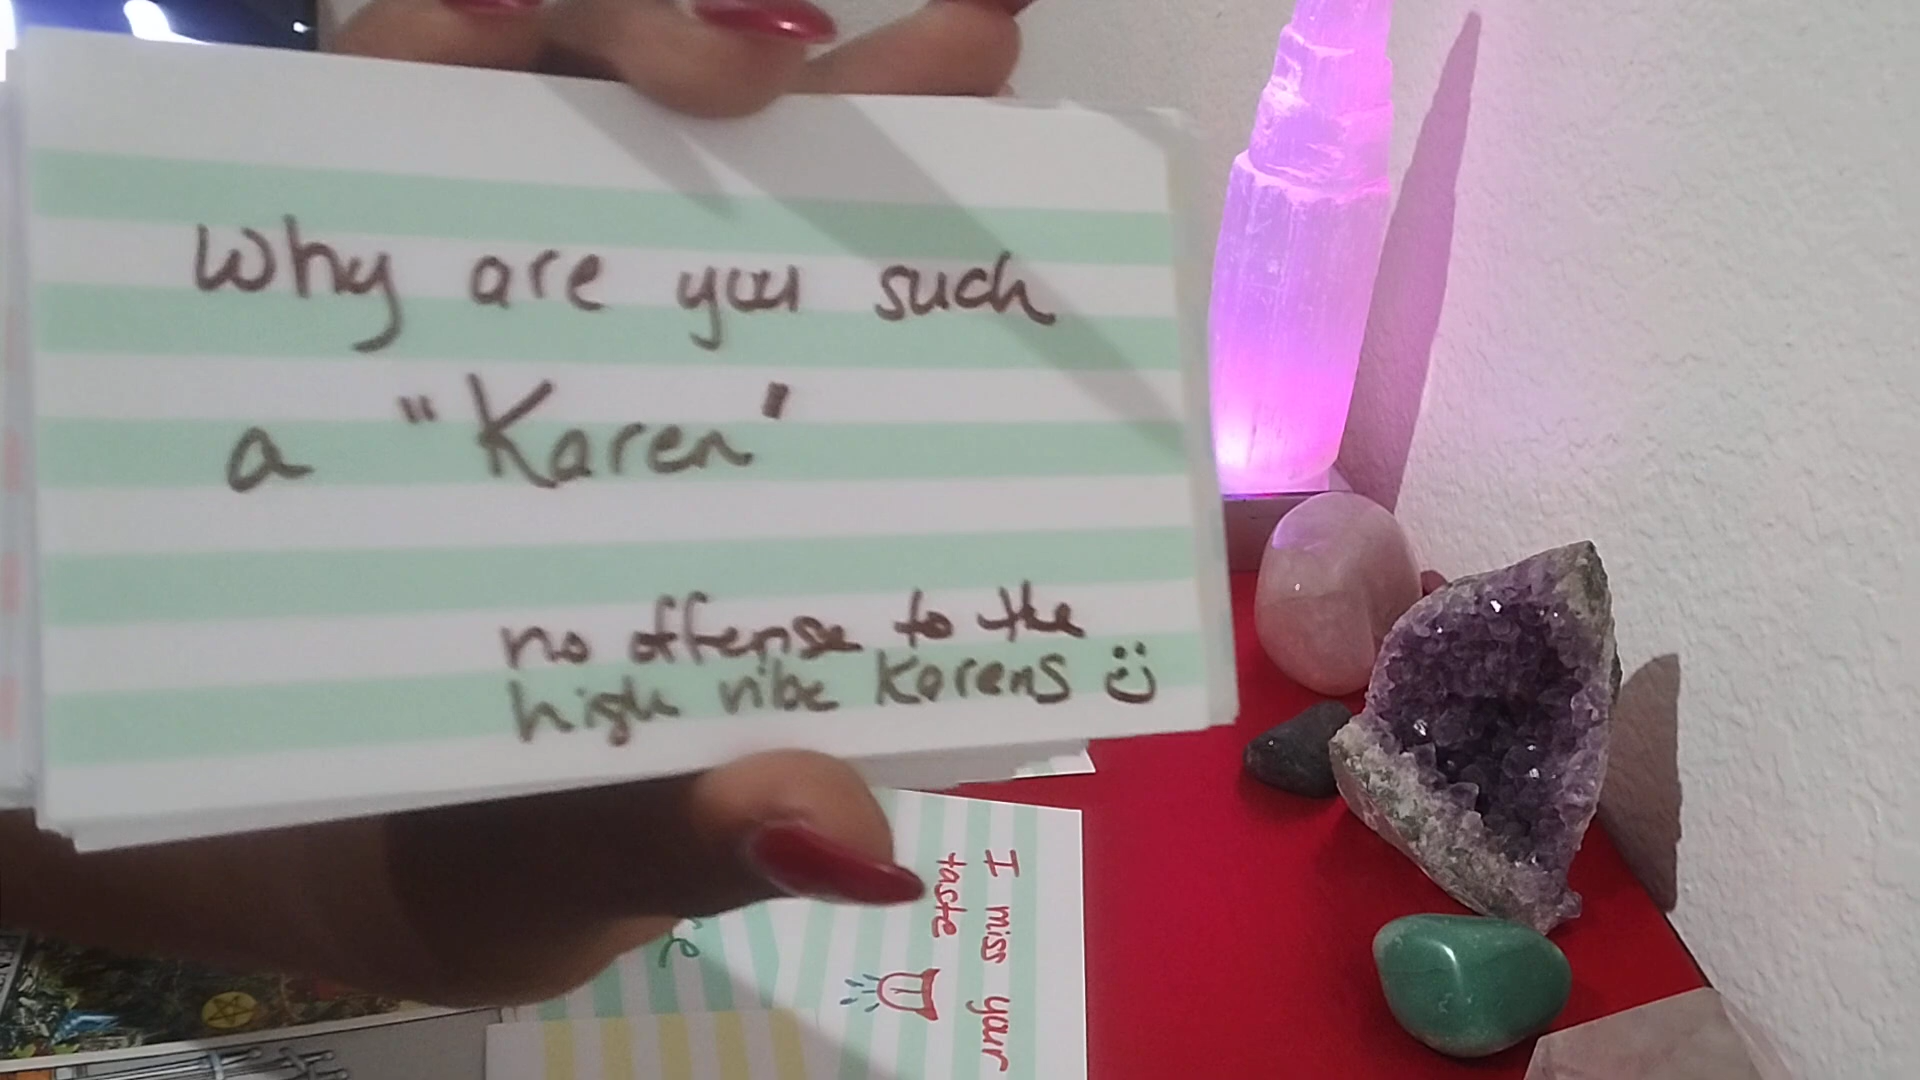 Why are you such
a "Karen"
no offense to the
high vibe Karens :)
I miss your
taste